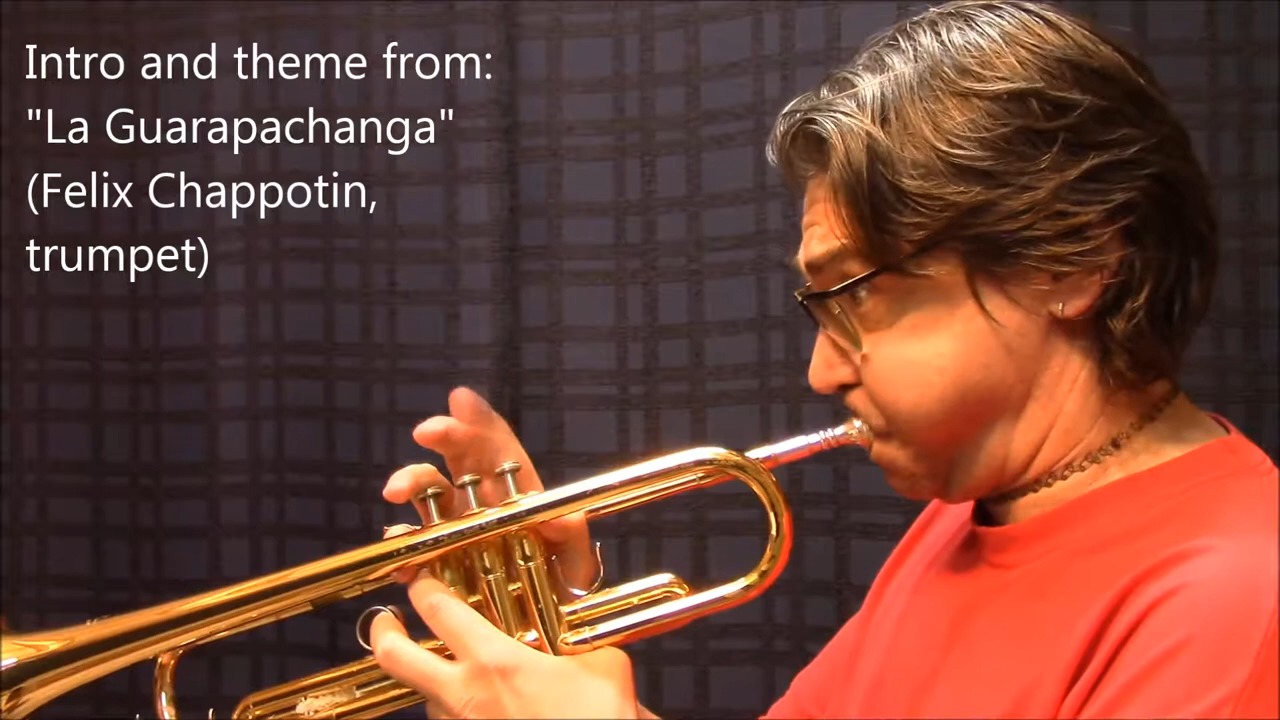 Intro and theme from:
"La Guarapachanga"
(Felix Chappotin,
trumpet)